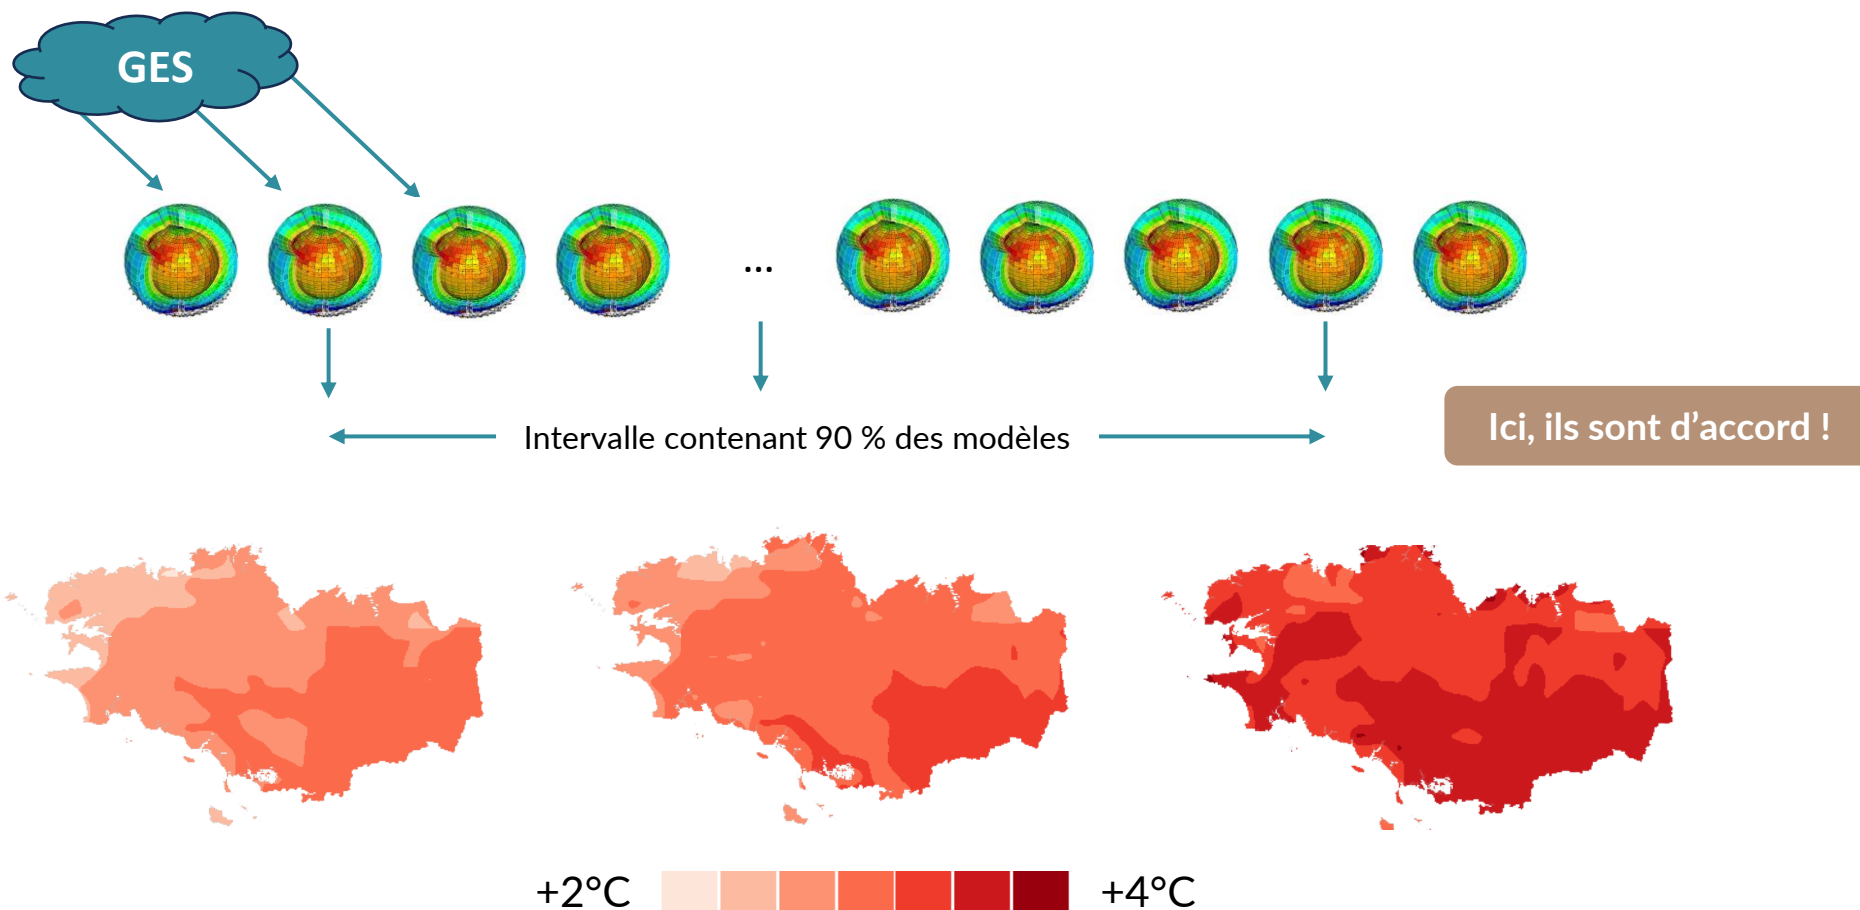 GES
...
Intervalle contenant 90 % des modèles
Ici, ils sont d’accord !
+2°C
+4°C